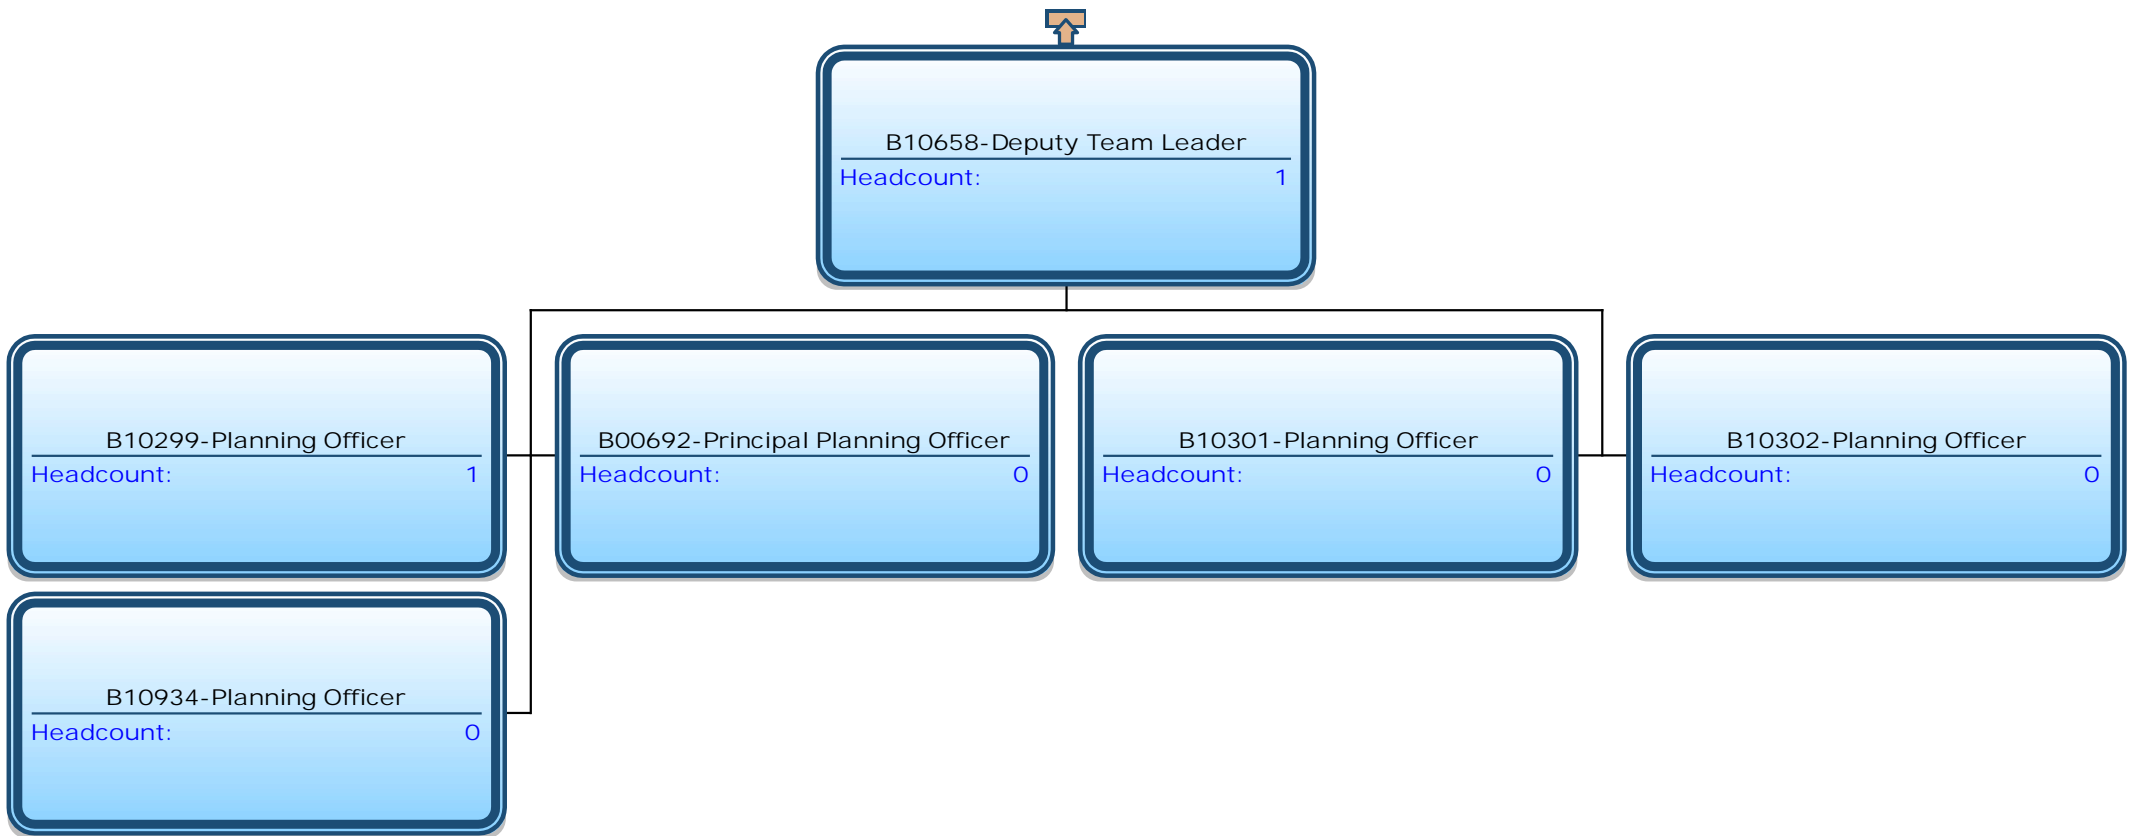 B10658-Deputy Team Leader
Headcount: 1
B10299-Planning Officer
Headcount: 1
B00692-Principal Planning Officer
Headcount: 0
B10301-Planning Officer
Headcount: 0
B10302-Planning Officer
Headcount: 0
B10934-Planning Officer
Headcount: 0